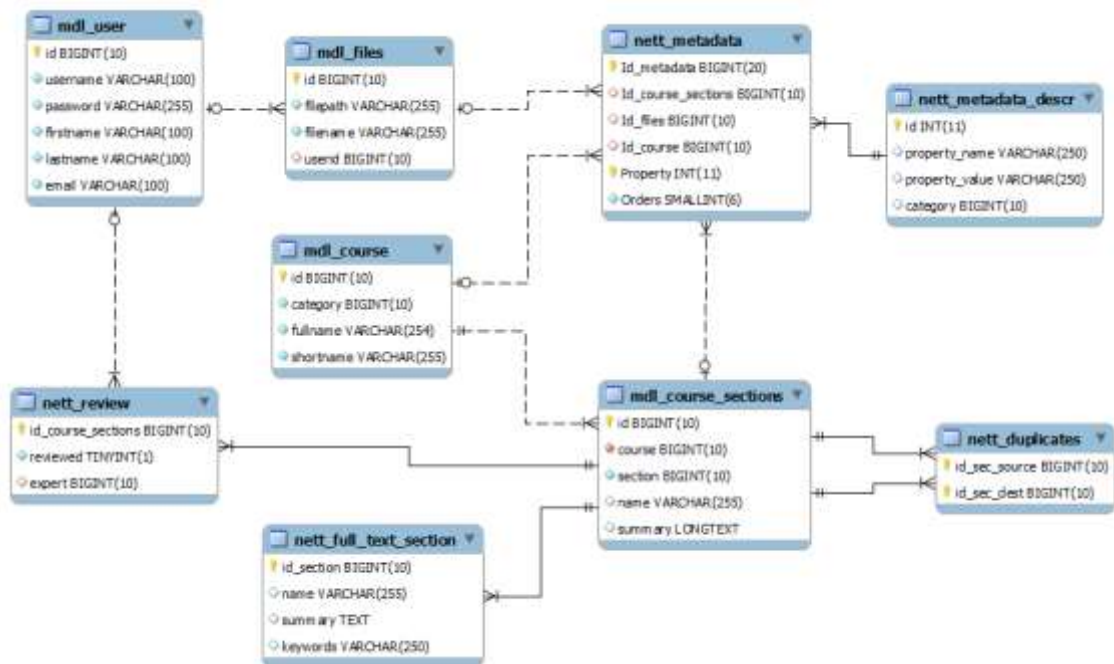 mdl_user
id BIGINT(10)
username VARCHAR(100)
password VARCHAR(255)
firstname VARCHAR(100)
lastname VARCHAR(100)
email VARCHAR(100)
mdl_files
id BIGINT(10)
filepath VARCHAR(255)
filename VARCHAR(255)
userid BIGINT(10)
nett_metadata
Id_metadata BIGINT(20)
Id_course_sections BIGINT(10)
Id_files BIGINT(10)
Id_course BIGINT(10)
Property INT(11)
Orders SMALLINT(6)
nett_metadata_descr
id INT(11)
property_name VARCHAR(250)
property_value VARCHAR(250)
category BIGINT(10)
mdl_course
id BIGINT(10)
category BIGINT(10)
fullname VARCHAR(254)
shortname VARCHAR(255)
nett_review
id_course_sections BIGINT(10)
reviewed TINYINT(1)
expert BIGINT(10)
mdl_course_sections
id BIGINT(10)
course BIGINT(10)
section BIGINT(10)
name VARCHAR(255)
summary LONGTEXT
nett_duplicates
id_sec_source BIGINT(10)
id_sec_dest BIGINT(10)
nett_full_text_section
id_section BIGINT(10)
name VARCHAR(255)
summary TEXT
keywords VARCHAR(250)